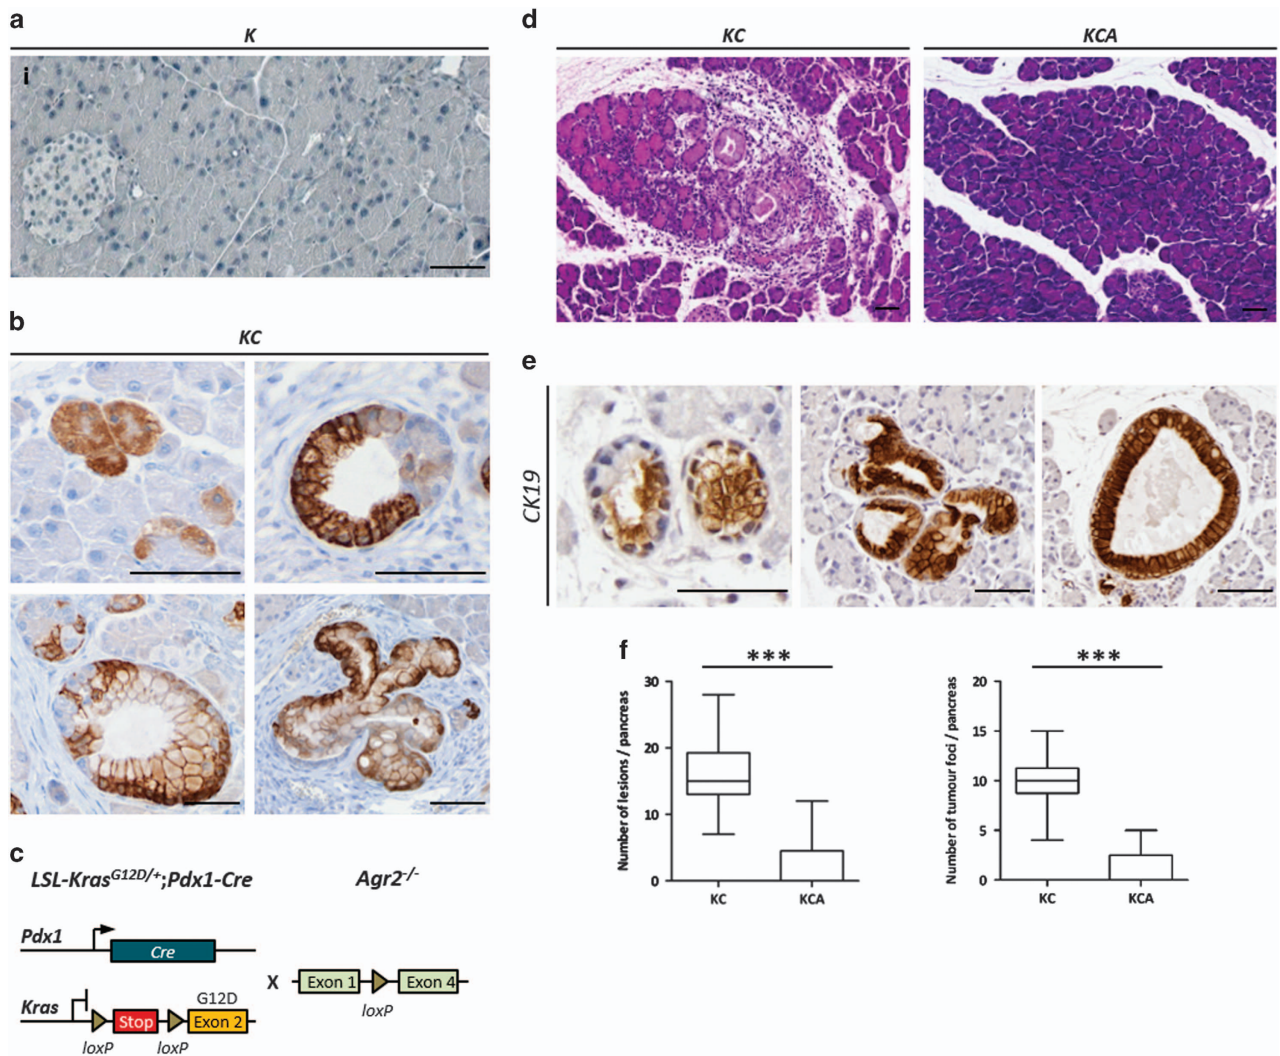 a
K
i
b
KC
c
LSL-Kras^G12D/+;Pdx1-Cre
Agr2^-/-
Pdx1
Cre
X
Exon 1
Exon 4
loxP
Kras
G12D
Stop
Exon 2
loxP
loxP
d
KC
KCA
e
CK19
f
***
Number of lesions / pancreas
30
20
10
0
KC
KCA
***
Number of tumour foci / pancreas
20
15
10
5
0
KC
KCA